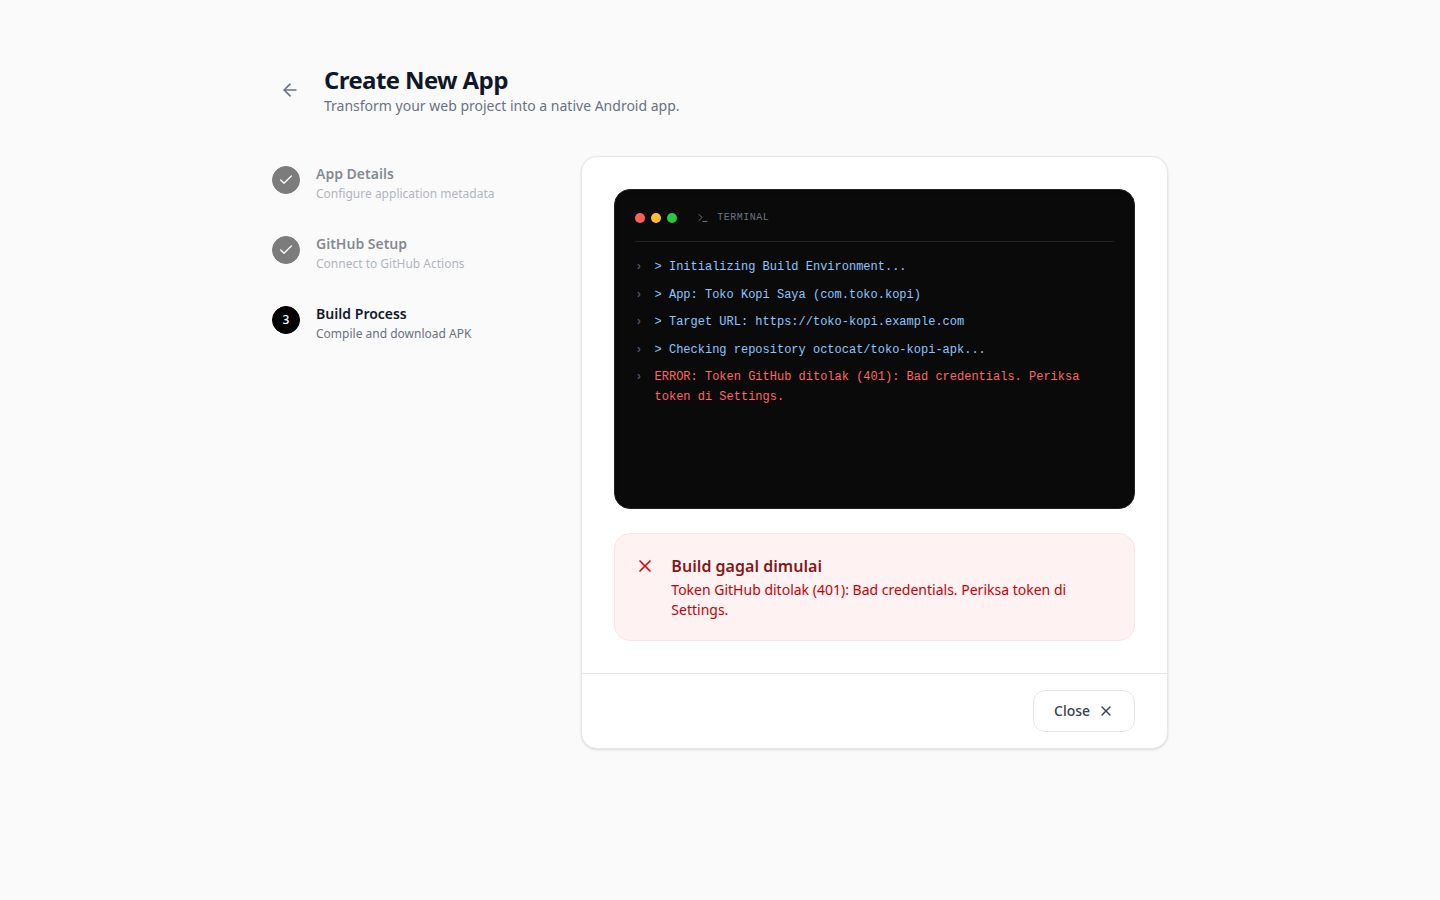 Create New App
Transform your web project into a native Android app.
App Details
Configure application metadata
GitHub Setup
Connect to GitHub Actions
3
Build Process
Compile and download APK
>_ TERMINAL
› > Initializing Build Environment...
› > App: Toko Kopi Saya (com.toko.kopi)
› > Target URL: https://toko-kopi.example.com
› > Checking repository octocat/toko-kopi-apk...
› ERROR: Token GitHub ditolak (401): Bad credentials. Periksa
token di Settings.
Build gagal dimulai
Token GitHub ditolak (401): Bad credentials. Periksa token di
Settings.
Close